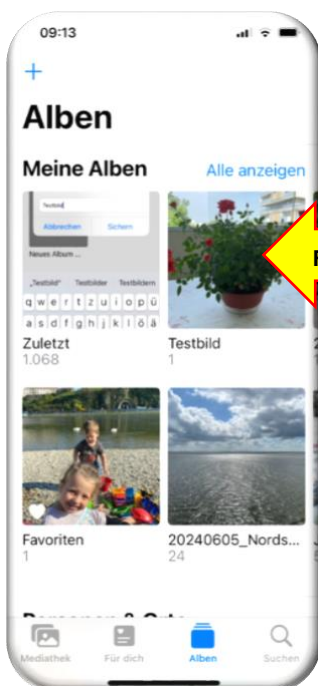 09:13
+
Alben
Meine Alben
Alle anzeigen
Testbild
Abbrechen
Sichern
Neues Album ...
„Testbild“ Testbilder Testbildern
q w e r t z u i o p ü
a s d f g h j k l ö ä
Zuletzt
1.068
Testbild
1
Favoriten
1
20240605_Nords...
24
Mediathek
Für dich
Alben
Suchen